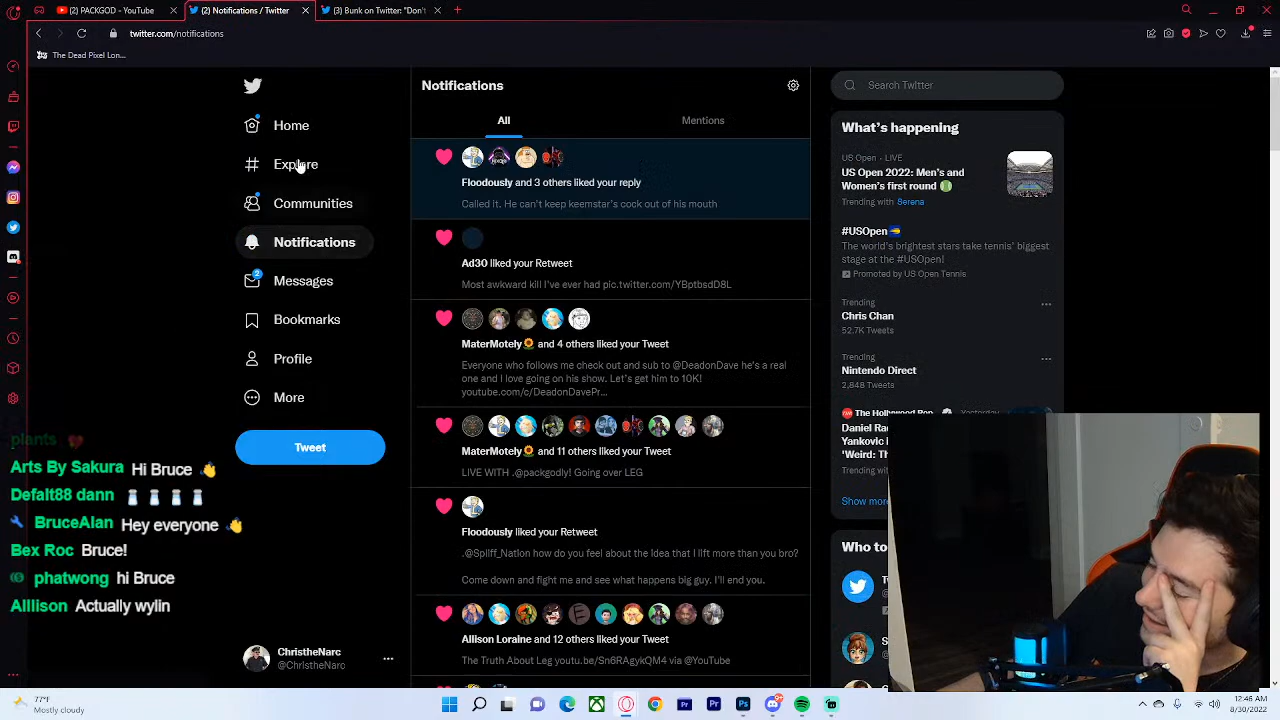 (2) PACKGOD - YouTube
(2) Notifications / Twitter
(3) Bunk on Twitter: "Don't
twitter.com/notifications
The Dead Pixel Lon...
Home
Explore
Communities
Notifications
2
Messages
Bookmarks
Profile
More
Tweet
ChristheNarc
@ChristheNarc
Notifications
All
Mentions
Floodously and 3 others liked your reply
Called it. He can't keep keemstar's cock out of his mouth
Ad30 liked your Retweet
Most awkward kill I've ever had pic.twitter.com/YBptbsdD8L
MaterMotely🌻 and 4 others liked your Tweet
Everyone who follows me check out and sub to @DeadonDave he's a real
one and I love going on his show. Let's get him to 10K!
youtube.com/c/DeadonDavePr...
MaterMotely🌻 and 11 others liked your Tweet
LIVE WITH .@packgodly! Going over LEG
Floodously liked your Retweet
.@Spiff_Nation how do you feel about the Idea that I lift more than you bro?
Come down and fight me and see what happens big guy. I'll end you.
Allison Loraine and 12 others liked your Tweet
The Truth About Leg youtu.be/Sn6RAgykQM4 via @YouTube
Search Twitter
What's happening
US Open · LIVE
US Open 2022: Men's and
Women's first round
Trending with Serena
#USOpen
The world's brightest stars take tennis' biggest
stage at the #USOpen!
Promoted by US Open Tennis
Trending
Chris Chan
52.7K Tweets
Trending
Nintendo Direct
2,848 Tweets
The Hollywood Rep
Yesterday
Daniel Ra
Yankovic
'Weird: Th
Trending with
Show more
Who to
plants
Arts By Sakura Hi Bruce 👋
Defalt88 dann 🧂 🧂 🧂 🧂
BruceAlan Hey everyone 👋
Bex Roc Bruce!
phatwong hi Bruce
Alllison Actually wylin
77°F
Mostly cloudy
12:46 AM
8/30/2022